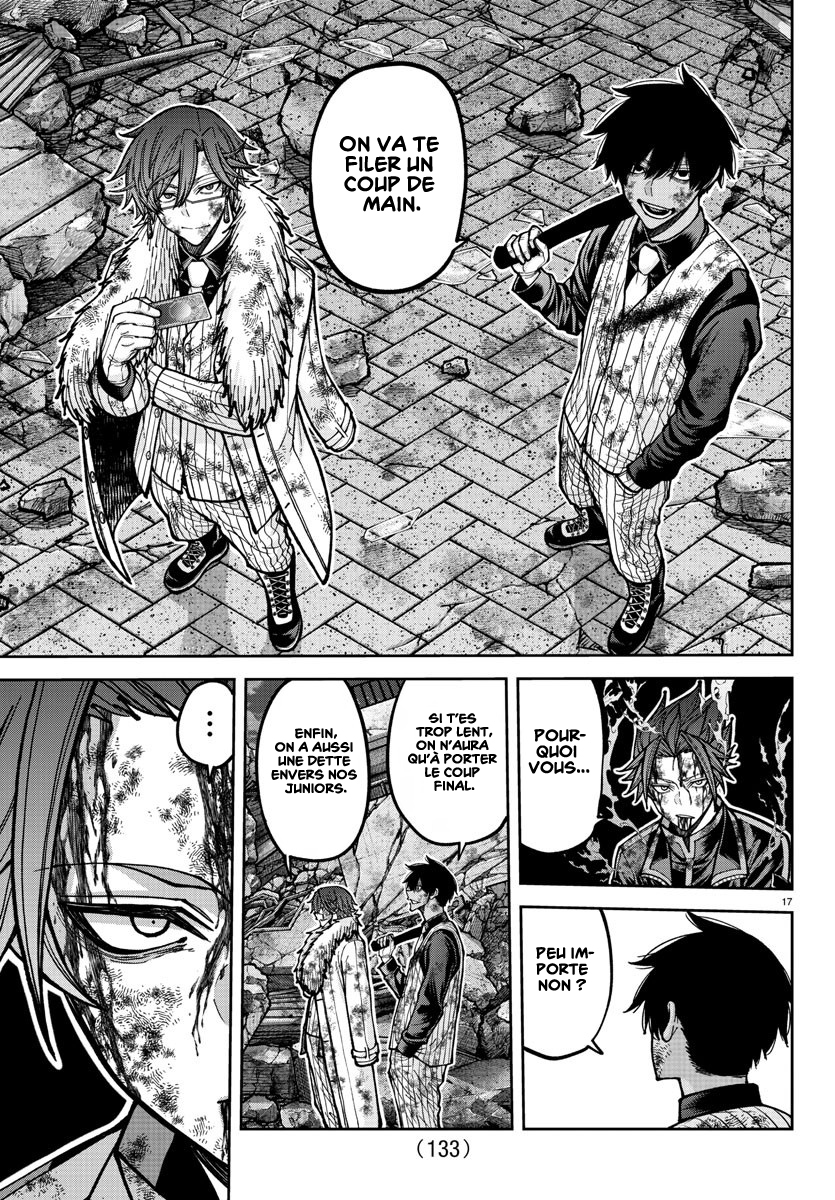 ON VA TE
FILER UN
COUP DE
MAIN.
POUR-
QUOI
VOUS...
17
PEU IM-
PORTE
NON ?
SI T'ES
TROP LENT,
ON N'AURA
QU'À PORTER
LE COUP
FINAL.
ENFIN,
ON A AUSSI
UNE DETTE
ENVERS NOS
JUNIORS.
...
(133)